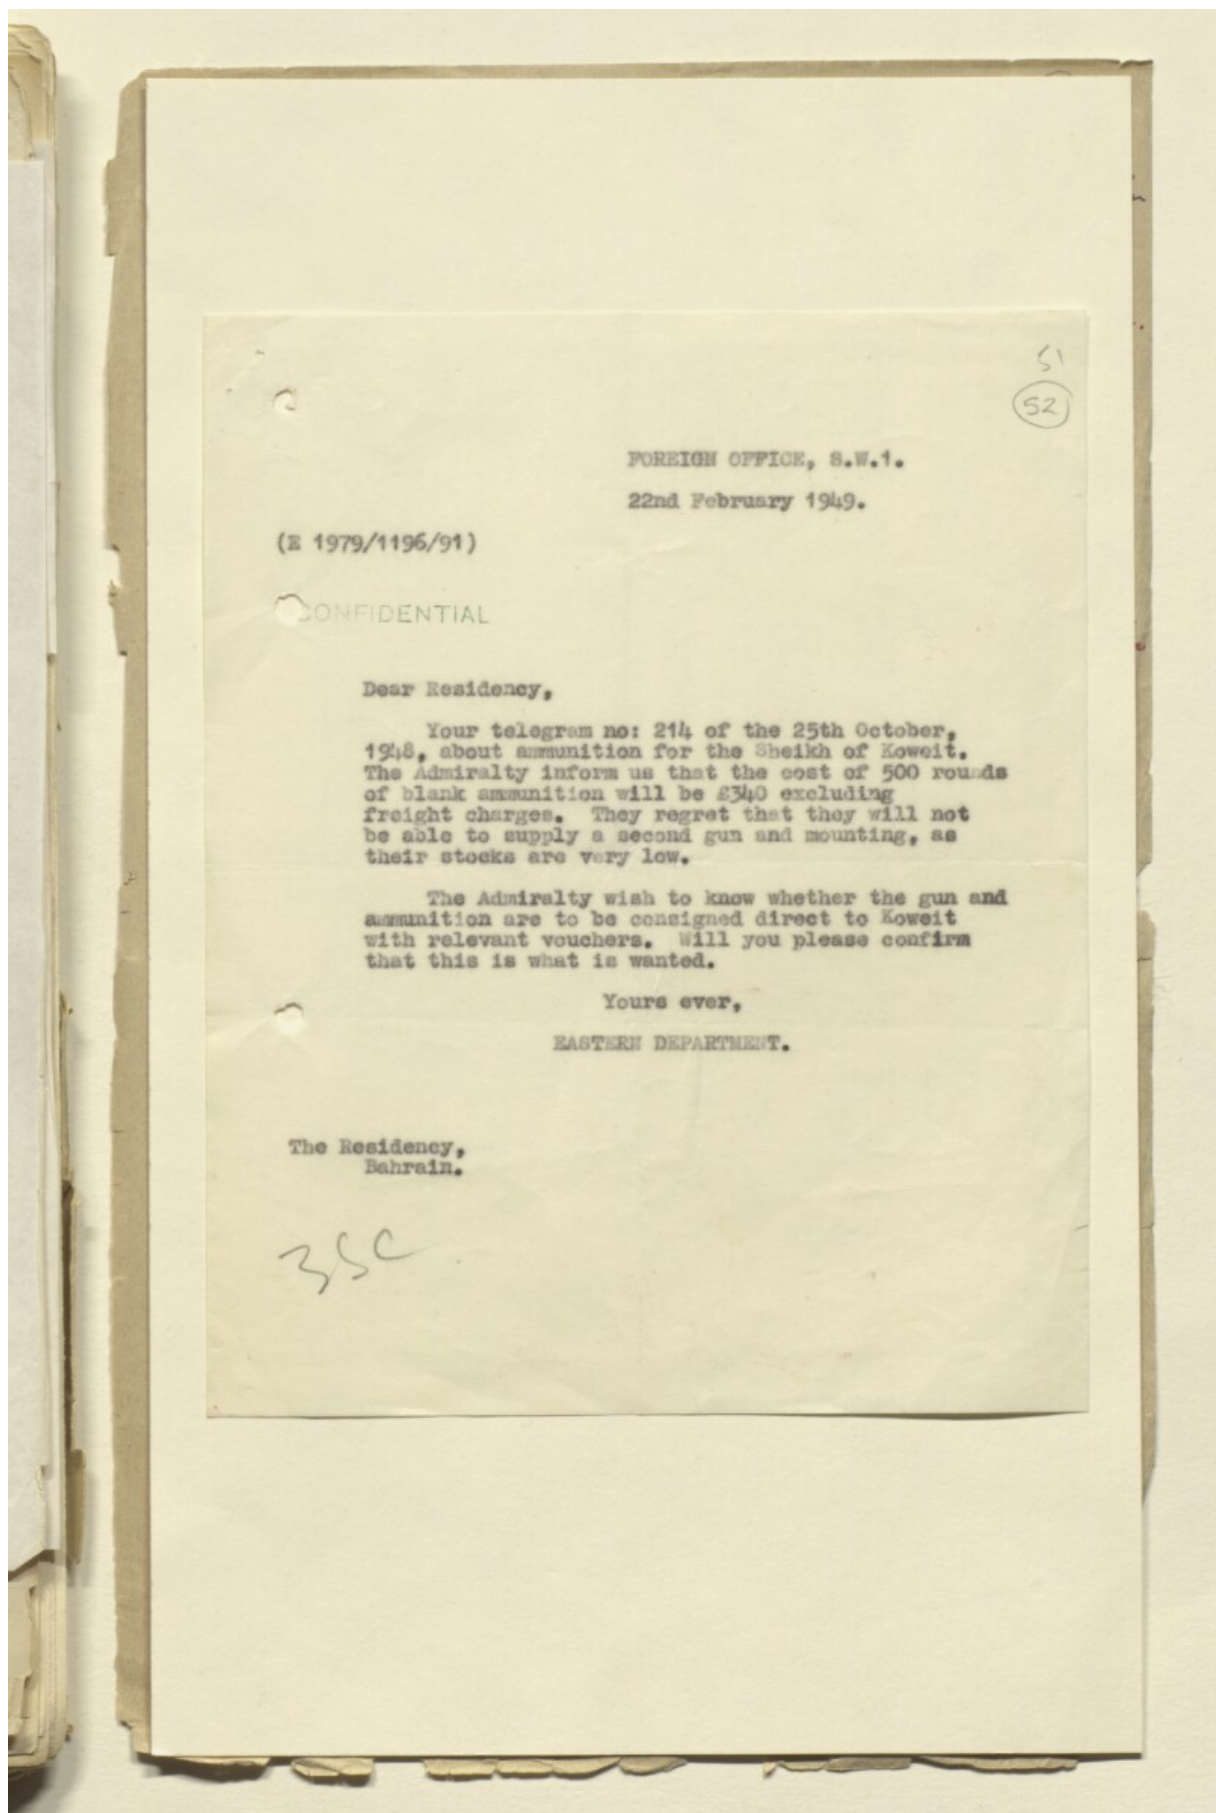 51
52
FOREIGN OFFICE, S.W.1.
22nd February 1949.
(E 1979/1196/91)
CONFIDENTIAL
Dear Residency,
Your telegram no: 214 of the 25th October,
1948, about ammunition for the Sheikh of Koweit.
The Admiralty inform us that the cost of 500 rounds
of blank ammunition will be £340 excluding
freight charges. They regret that they will not
be able to supply a second gun and mounting, as
their stocks are very low.
The Admiralty wish to know whether the gun and
ammunition are to be consigned direct to Koweit
with relevant vouchers. Will you please confirm
that this is what is wanted.
Yours ever,
EASTERN DEPARTMENT.
The Residency,
Bahrain.